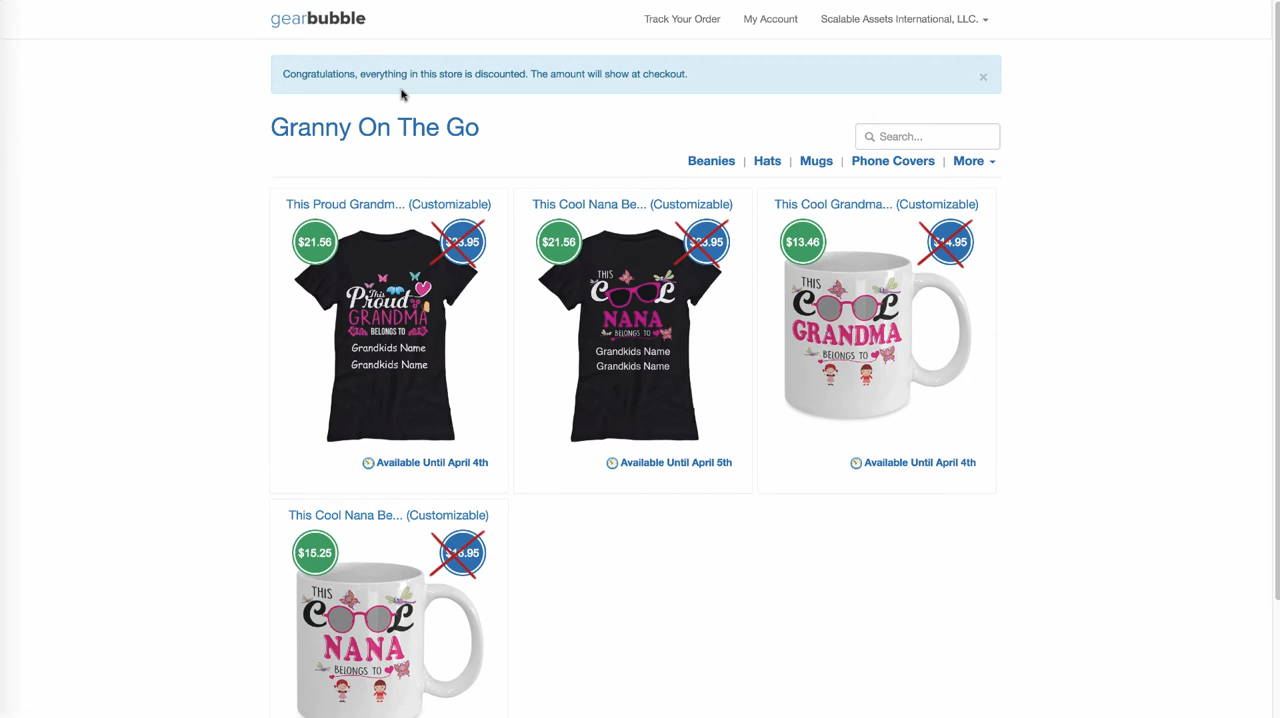 gearbubble
Track Your Order
My Account
Scalable Assets International, LLC.
Congratulations, everything in this store is discounted. The amount will show at checkout.
×
Granny On The Go
Search...
Beanies | Hats | Mugs | Phone Covers | More
This Proud Grandm... (Customizable)
$21.56
This
Proud
GRANDMA
BELONGS TO
Grandkids Name
Grandkids Name
Available Until April 4th
This Cool Nana Be... (Customizable)
$21.56
THIS
COOL
NANA
BELONGS TO
Grandkids Name
Grandkids Name
Available Until April 5th
This Cool Grandma... (Customizable)
$13.46
$14.95
THIS
COOL
GRANDMA
BELONGS TO
Available Until April 4th
This Cool Nana Be... (Customizable)
$15.25
$16.95
THIS
COOL
NANA
BELONGS TO